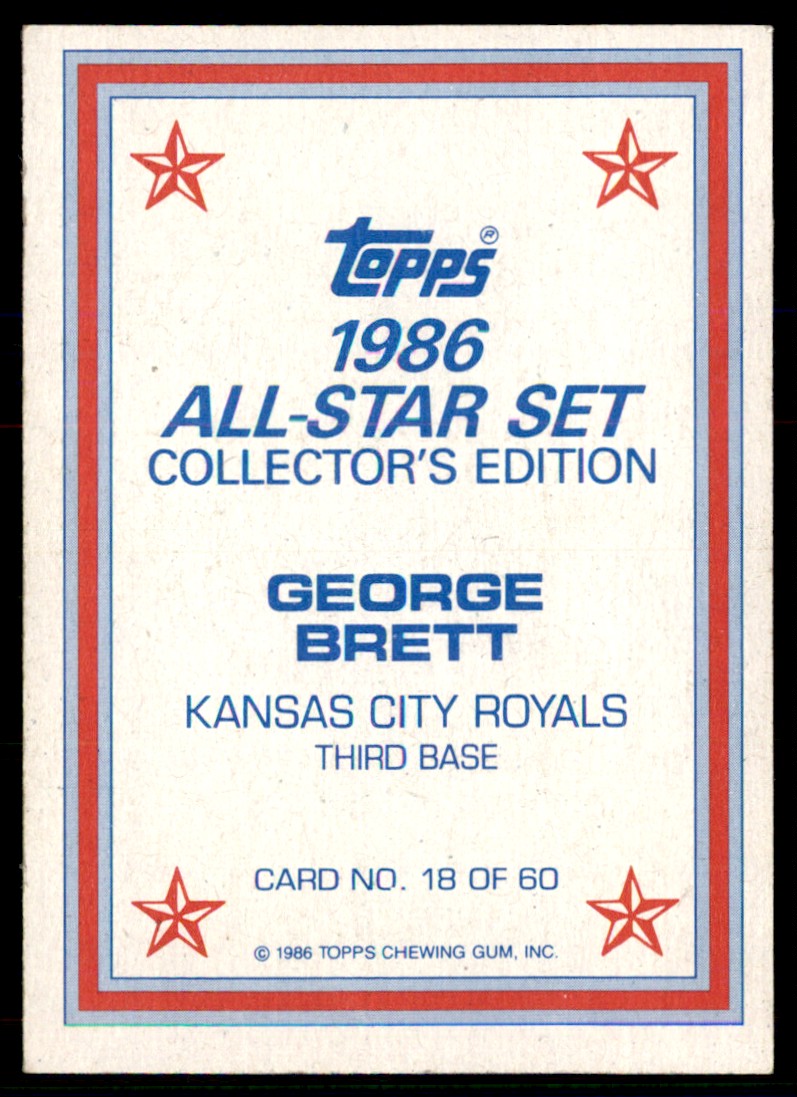 topps®
1986
ALL-STAR SET
COLLECTOR'S EDITION
GEORGE
BRETT
KANSAS CITY ROYALS
THIRD BASE
CARD NO. 18 OF 60
© 1986 TOPPS CHEWING GUM, INC.